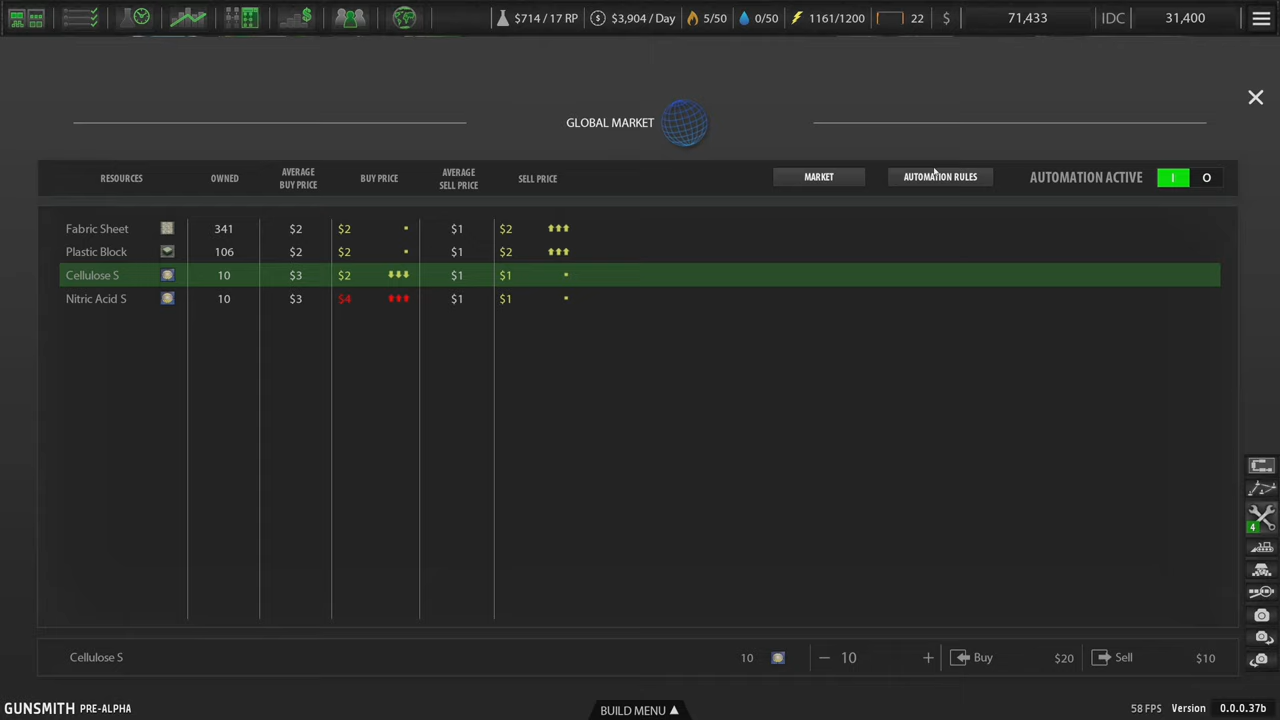 $714 / 17 RP $3,904 / Day 5/50 0/50 1161/1200 22 $ 71,433 IDC 31,400
GLOBAL MARKET
RESOURCES OWNED AVERAGE BUY PRICE BUY PRICE AVERAGE SELL PRICE SELL PRICE MARKET AUTOMATION RULES AUTOMATION ACTIVE I O
Fabric Sheet 341 $2 $2 $1 $2
Plastic Block 106 $2 $2 $1 $2
Cellulose S 10 $3 $2 $1 $1
Nitric Acid S 10 $3 $4 $1 $1
4
Cellulose S 10 − 10 + Buy $20 Sell $10
GUNSMITH PRE-ALPHA BUILD MENU ▲ 58 FPS Version 0.0.0.37b